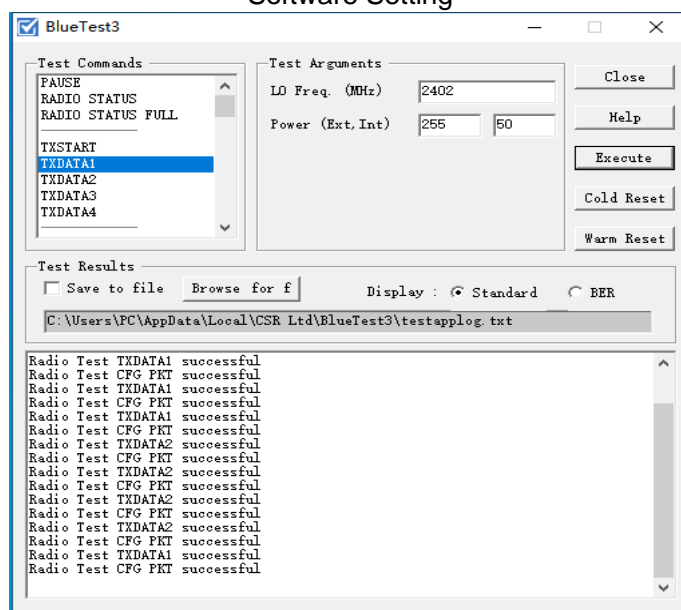 Software Setting
BlueTest3
Test Commands
PAUSE
RADIO STATUS
RADIO STATUS FULL
TXSTART
TXDATA1
TXDATA2
TXDATA3
TXDATA4
Test Arguments
LO Freq. (MHz) 2402
Power (Ext,Int) 255 50
Close
Help
Execute
Cold Reset
Warm Reset
Test Results
Save to file Browse for f Display : Standard BER
C:\Users\PC\AppData\Local\CSR Ltd\BlueTest3\testapplog.txt
Radio Test TXDATA1 successful
Radio Test CFG PKT successful
Radio Test TXDATA1 successful
Radio Test CFG PKT successful
Radio Test TXDATA1 successful
Radio Test CFG PKT successful
Radio Test TXDATA2 successful
Radio Test CFG PKT successful
Radio Test TXDATA2 successful
Radio Test CFG PKT successful
Radio Test TXDATA2 successful
Radio Test CFG PKT successful
Radio Test TXDATA2 successful
Radio Test CFG PKT successful
Radio Test TXDATA1 successful
Radio Test CFG PKT successful